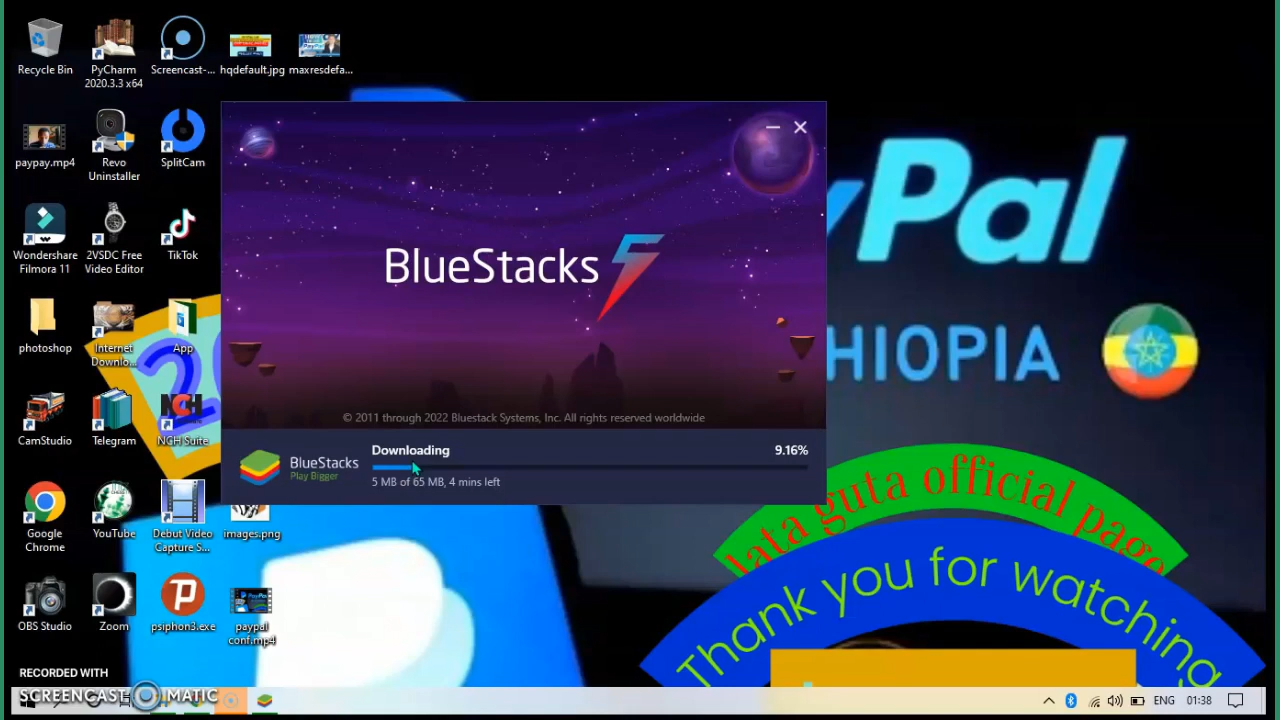 Recycle Bin
PyCharm
2020.3.3 x64
Screencast-...
hqdefault.jpg
maxresdefa...
paypay.mp4
Revo
Uninstaller
SplitCam
Wondershare
Filmora 11
2VSDC Free
Video Editor
TikTok
photoshop
Internet
Downlo...
App
CamStudio
Telegram
NCH
NCH Suite
Google
Chrome
YouTube
Debut Video
Capture S...
images.png
OBS Studio
Zoom
psiphon3.exe
paypal
conf.mp4
BlueStacks 5
© 2011 through 2022 Bluestack Systems, Inc. All rights reserved worldwide
BlueStacks
Play Bigger
Downloading
9.16%
5 MB of 65 MB, 4 mins left
yPal
HIOPIA
lata guta official page
Thank you for watching
RECORDED WITH
SCREENCAST MATIC
ENG
01:38